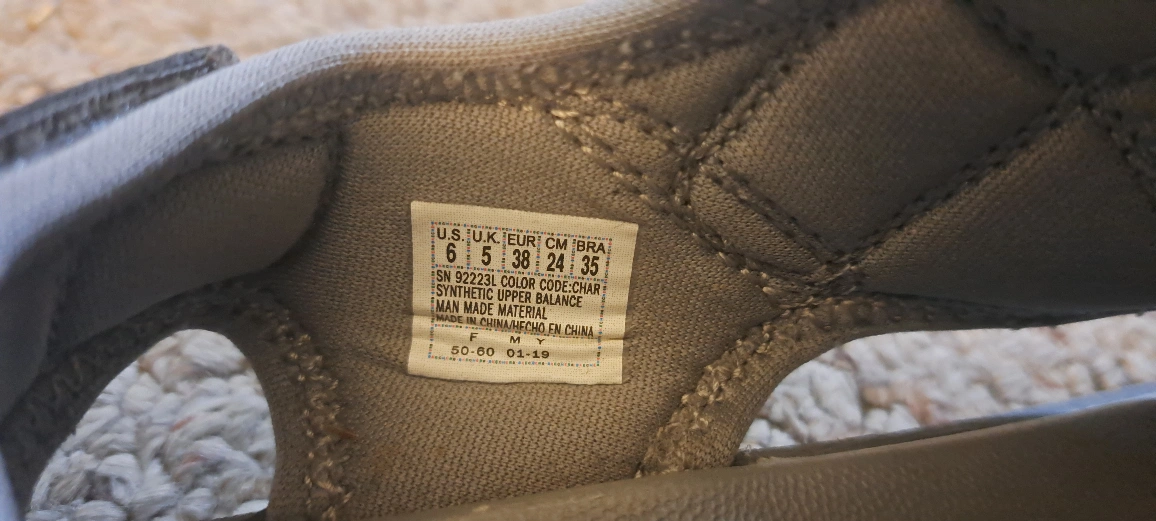 U.S. U.K. EUR CM BRA
6 5 38 24 35
SN 92223L COLOR CODE:CHAR
SYNTHETIC UPPER BALANCE
MAN MADE MATERIAL
MADE IN CHINA/HECHO EN CHINA
F M Y
50-60 01-19